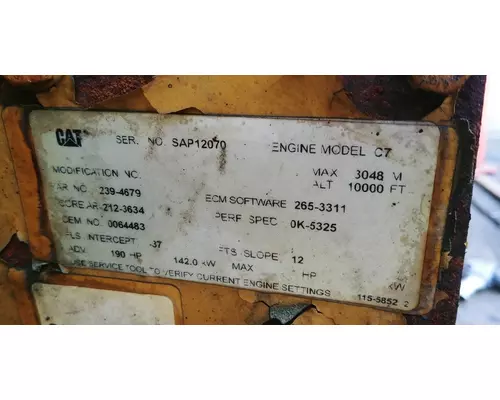 CAT SER. NO. SAP12070 ENGINE MODEL C7
MODIFICATION NO. MAX 3048 M
ALT 10000 FT
PAR NO. 239-4679 ECM SOFTWARE 265-3311
SCORE AR-212-3634 PERF SPEC 0K-5325
OEM NO. 0064483
FLS INTERCEPT -37 FTS SLOPE 12
ADV 190 HP 142.0 kW MAX HP kW
USE SERVICE TOOL TO VERIFY CURRENT ENGINE SETTINGS 115-5852 2